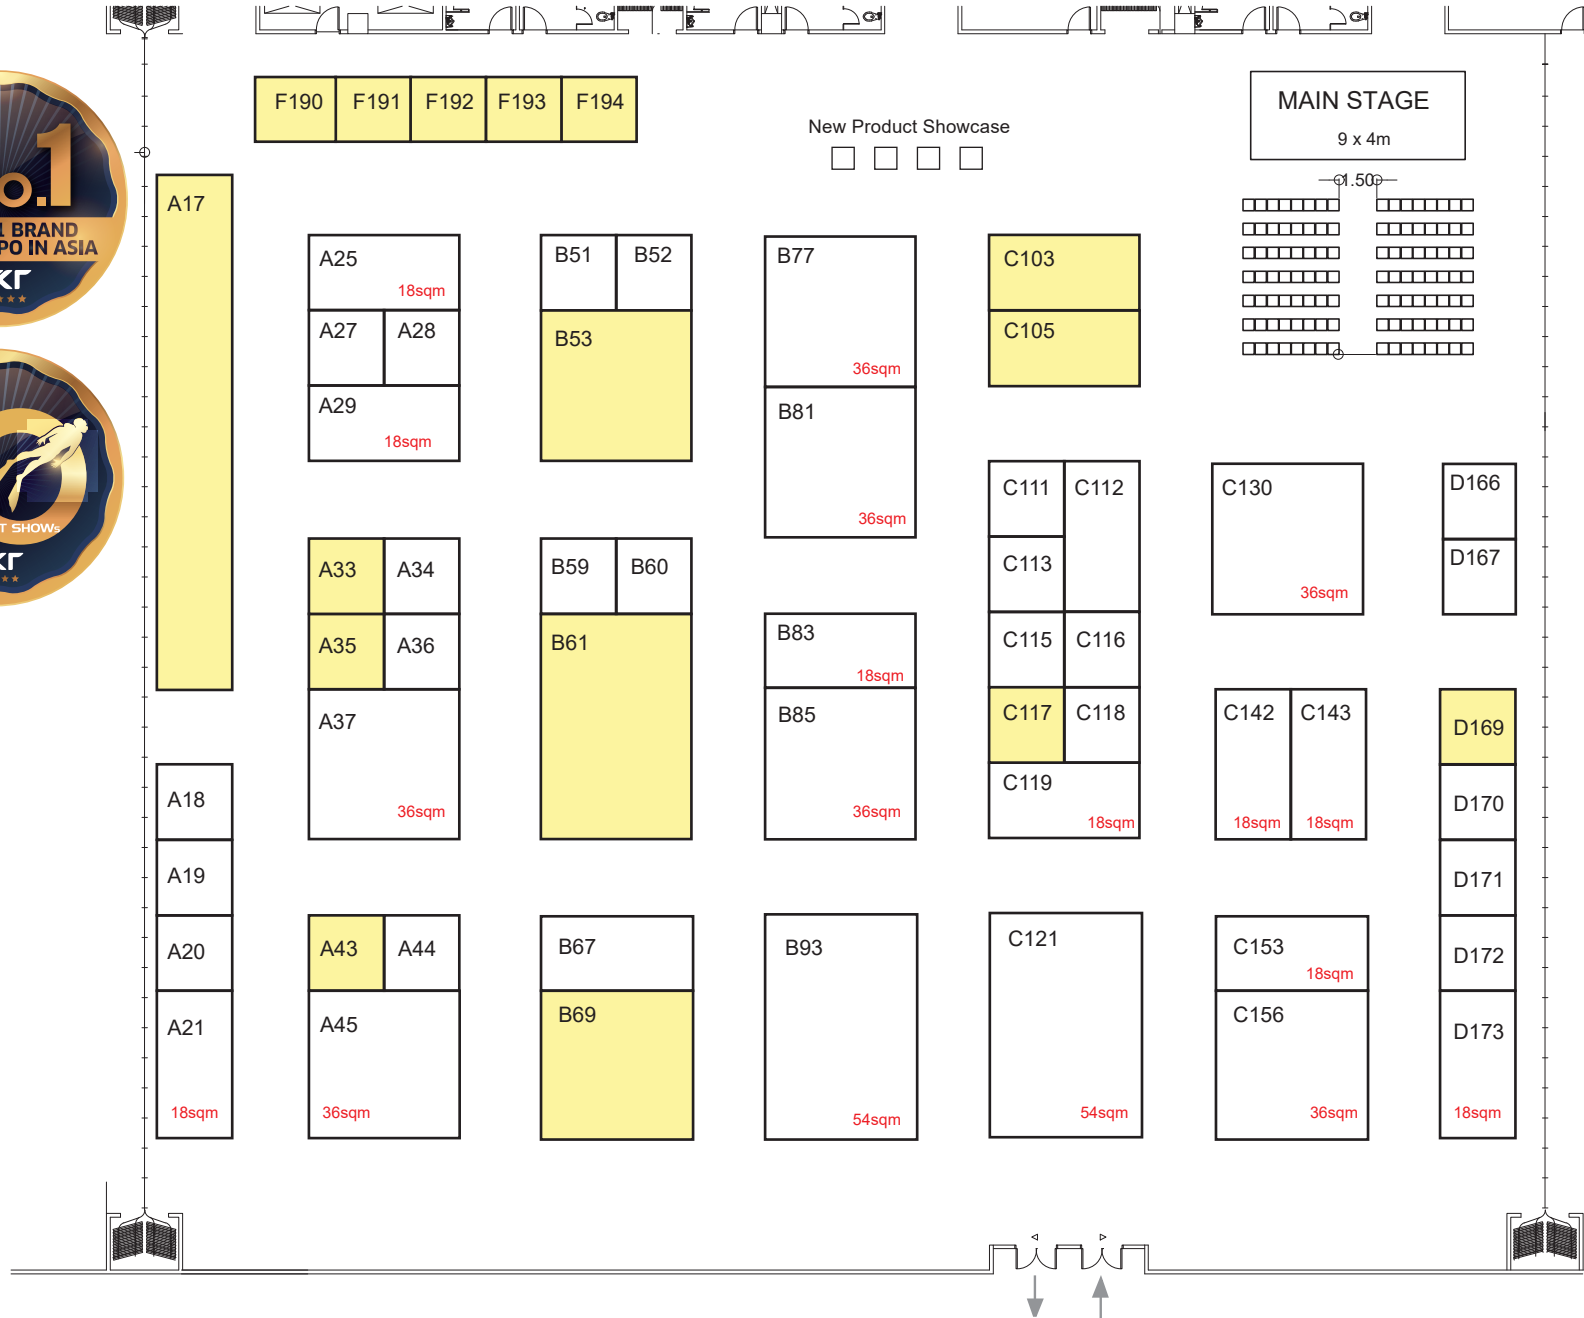 F190 F191 F192 F193 F194
MAIN STAGE
9 x 4m
New Product Showcase
1.50
o.1
1 BRAND
PO IN ASIA
A17
A25
18sqm
A27 A28
A29
18sqm
B51 B52
B53
B77
36sqm
B81
36sqm
C103
C105
T SHOWs
A33 A34
A35 A36
A37
36sqm
B59 B60
B61
B83
18sqm
B85
36sqm
C111 C112
C113
C115 C116
C117 C118
C119
18sqm
C130
36sqm
D166
D167
C142 C143
18sqm 18sqm
D169
D170
D171
D172
D173
18sqm
A18
A19
A20
A21
18sqm
A43 A44
A45
36sqm
B67
B69
B93
54sqm
C121
54sqm
C153
18sqm
C156
36sqm